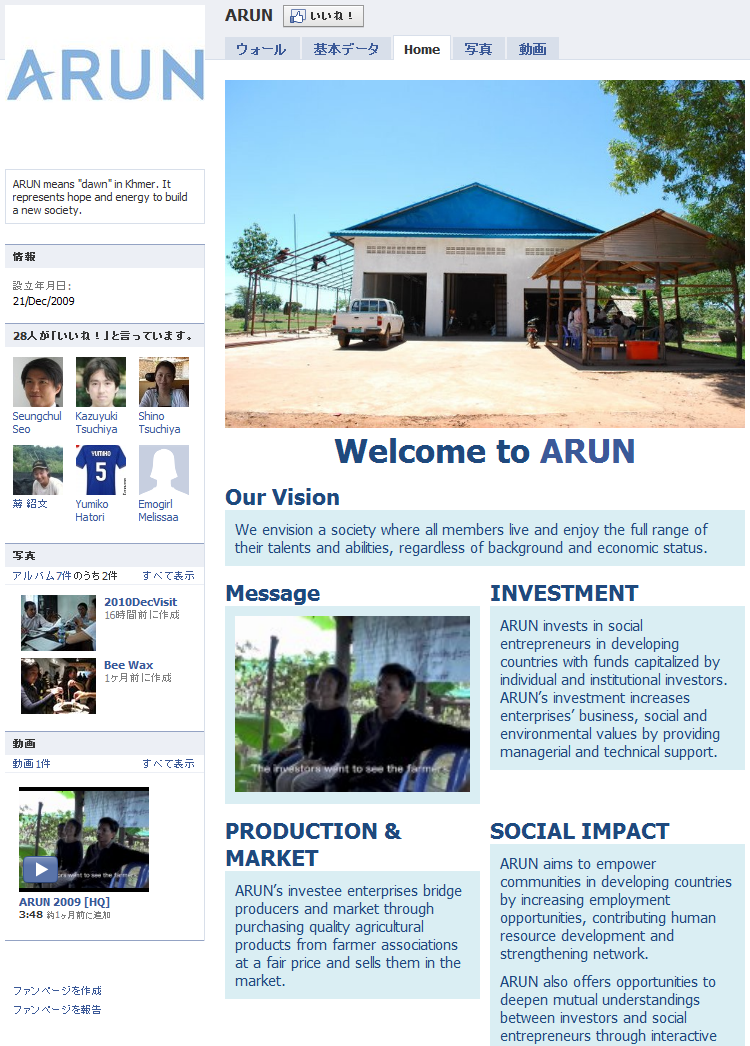 ARUN
いいね！
ウォール
基本データ
Home
写真
動画
ARUN
ARUN means "dawn" in Khmer. It
represents hope and energy to build
a new society.
情報
設立年月日:
21/Dec/2009
28人が「いいね！」と言っています。
Seungchul
Seo
Kazuyuki
Tsuchiya
Shino
Tsuchiya
YUMIKO
5
Yumiko
Hatori
Emogirl
Melissaa
写真
アルバム7件のうち2件
すべて表示
2010DecVisit
16時間前に作成
Bee Wax
1ヶ月前に作成
動画
動画1件
すべて表示
ARUN 2009 [HQ]
3:48 約1ヶ月前に追加
ファンページを作成
ファンページを報告
Welcome to ARUN
Our Vision
We envision a society where all members live and enjoy the full range of
their talents and abilities, regardless of background and economic status.
Message
The investors went to see the farmers
INVESTMENT
ARUN invests in social
entrepreneurs in developing
countries with funds capitalized by
individual and institutional investors.
ARUN's investment increases
enterprises' business, social and
environmental values by providing
managerial and technical support.
PRODUCTION &
MARKET
ARUN's investee enterprises bridge
producers and market through
purchasing quality agricultural
products from farmer associations
at a fair price and sells them in the
market.
SOCIAL IMPACT
ARUN aims to empower
communities in developing countries
by increasing employment
opportunities, contributing human
resource development and
strengthening network.
ARUN also offers opportunities to
deepen mutual understandings
between investors and social
entrepreneurs through interactive